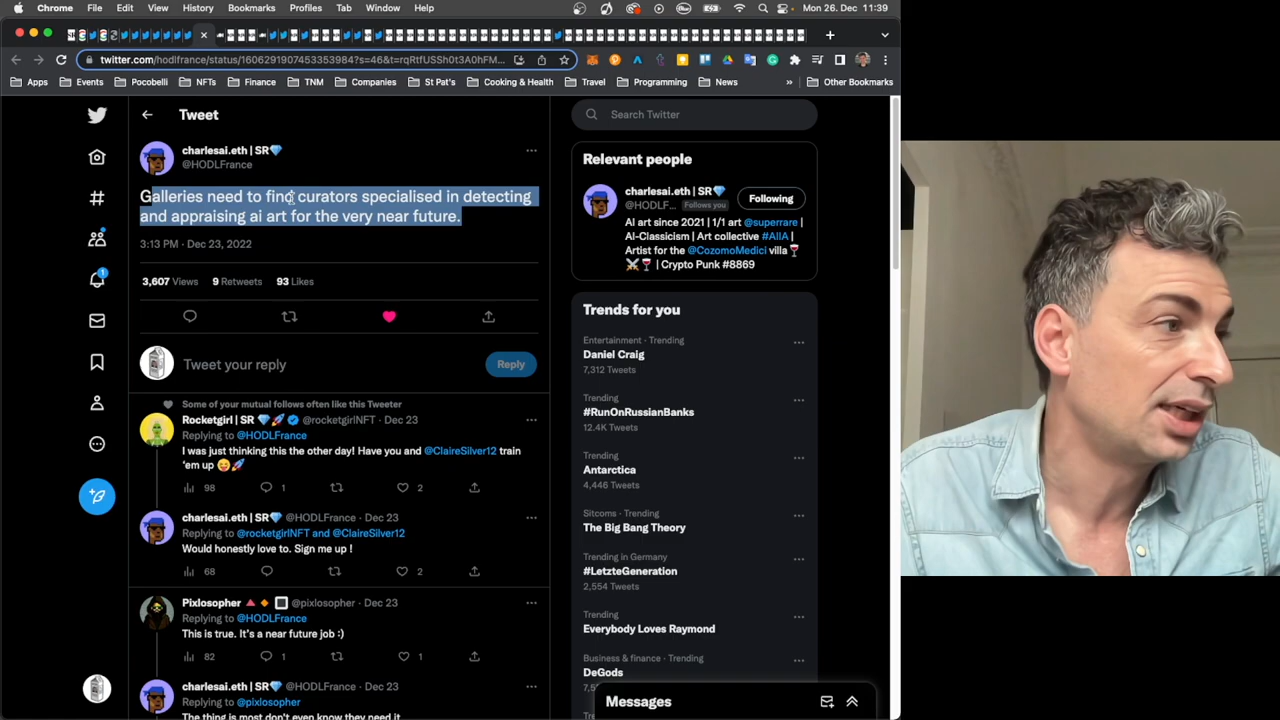 Chrome File Edit View History Bookmarks Profiles Tab Window Help Mon 26. Dec 11:39
twitter.com/hodlfrance/status/1606291907453353984?s=46&t=rqRtfUSSh0t3A0hFM...
Apps Events Pocobelli NFTs Finance TNM Companies St Pat's Cooking & Health Travel Programming News » Other Bookmarks
Tweet
charlesai.eth | SR💎
@HODLFrance
Galleries need to find curators specialised in detecting
and appraising ai art for the very near future.
3:13 PM · Dec 23, 2022
3,607 Views 9 Retweets 93 Likes
Tweet your reply
Reply
Some of your mutual follows often like this Tweeter
Rocketgirl | SR 💎🚀 @rocketgirlNFT · Dec 23
Replying to @HODLFrance
I was just thinking this the other day! Have you and @ClaireSilver12 train
'em up 😝🚀
98 1 2
charlesai.eth | SR💎 @HODLFrance · Dec 23
Replying to @rocketgirlNFT and @ClaireSilver12
Would honestly love to. Sign me up !
68 2
Pixlosopher 🔺🔸🔳 @pixlosopher · Dec 23
Replying to @HODLFrance
This is true. It's a near future job :)
82 1 1
charlesai.eth | SR💎 @HODLFrance · Dec 23
Replying to @pixlosopher
The thing is most don't even know they need it
Search Twitter
Relevant people
charlesai.eth | SR💎
@HODLF... Follows you
Following
AI art since 2021 | 1/1 art @superrare |
AI-Classicism | Art collective #AIIA |
Artist for the @CozomoMedici villa🍷
⚔️🍷 | Crypto Punk #8869
Trends for you
Entertainment · Trending
Daniel Craig
7,312 Tweets
Trending
#RunOnRussianBanks
12.4K Tweets
Trending
Antarctica
4,446 Tweets
Sitcoms · Trending
The Big Bang Theory
Trending in Germany
#LetzteGeneration
2,554 Tweets
Trending
Everybody Loves Raymond
Business & finance · Trending
DeGods
Messages